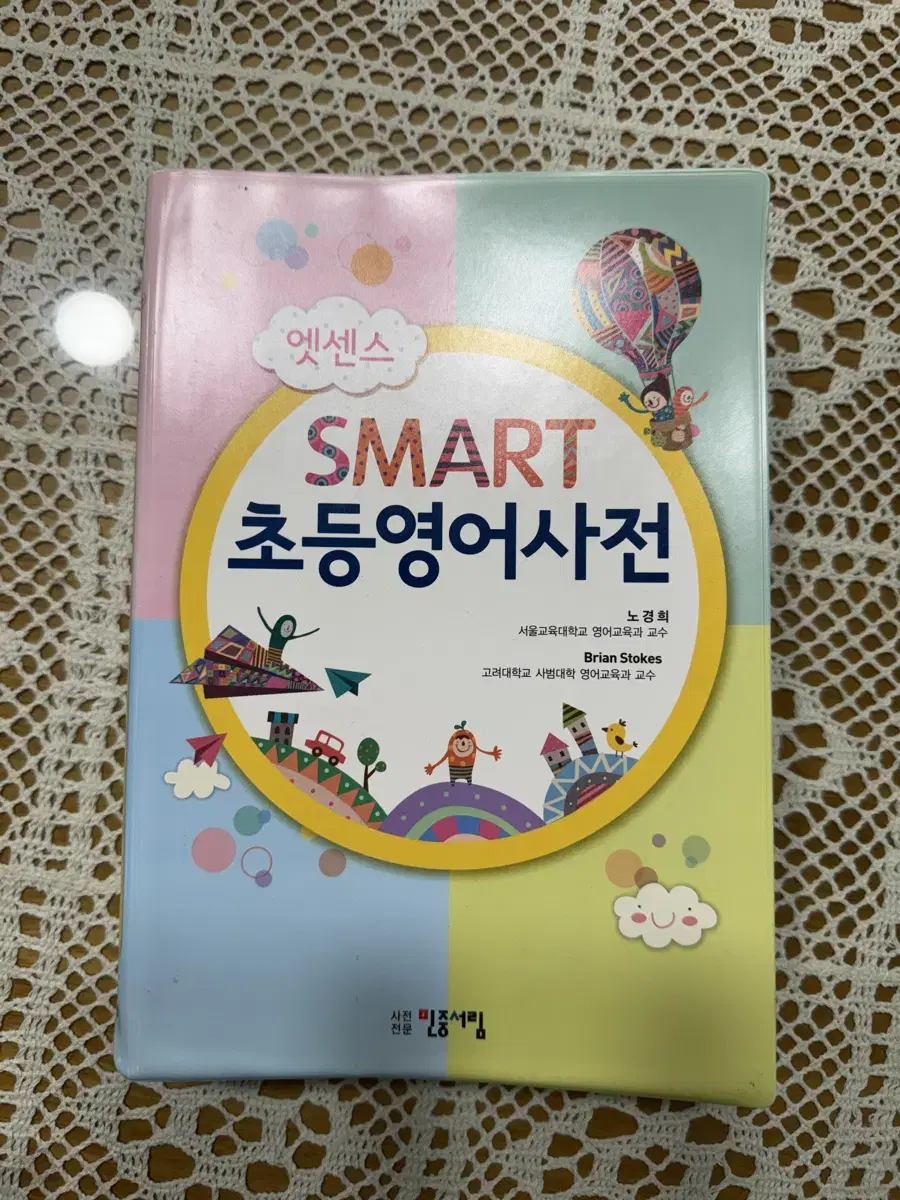 엣센스
SMART
초등영어사전
노경희
서울교육대학교 영어교육과 교수
Brian Stokes
고려대학교 사범대학 영어교육과 교수
사전
전문
민중서림